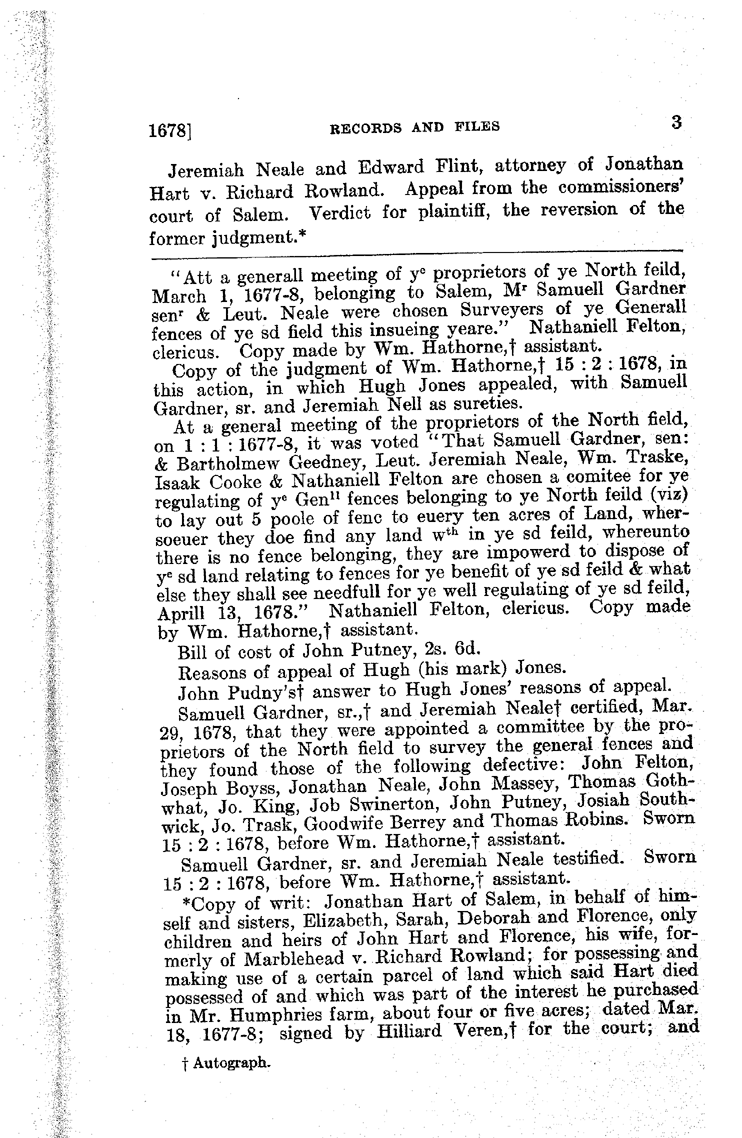 1678] RECORDS AND FILES 3
Jeremiah Neale and Edward Flint, attorney of Jonathan
Hart v. Richard Rowland. Appeal from the commissioners'
court of Salem. Verdict for plaintiff, the reversion of the
former judgment.*
"Att a generall meeting of yᵉ proprietors of ye North feild,
March 1, 1677-8, belonging to Salem, Mʳ Samuell Gardner
senʳ & Leut. Neale were chosen Surveyers of ye Generall
fences of ye sd field this insueing yeare." Nathaniell Felton,
clericus. Copy made by Wm. Hathorne,† assistant.
Copy of the judgment of Wm. Hathorne,† 15 : 2 : 1678, in
this action, in which Hugh Jones appealed, with Samuell
Gardner, sr. and Jeremiah Nell as sureties.
At a general meeting of the proprietors of the North field,
on 1 : 1 : 1677-8, it was voted "That Samuell Gardner, sen:
& Bartholmew Geedney, Leut. Jeremiah Neale, Wm. Traske,
Isaak Cooke & Nathaniell Felton are chosen a comitee for ye
regulating of yᵉ Genˡˡ fences belonging to ye North feild (viz)
to lay out 5 poole of fenc to euery ten acres of Land, wher-
soeuer they doe find any land wᵗʰ in ye sd feild, whereunto
there is no fence belonging, they are impowerd to dispose of
yᵉ sd land relating to fences for ye benefit of ye sd feild & what
else they shall see needfull for ye well regulating of ye sd feild,
Aprill 13, 1678." Nathaniell Felton, clericus. Copy made
by Wm. Hathorne,† assistant.
Bill of cost of John Putney, 2s. 6d.
Reasons of appeal of Hugh (his mark) Jones.
John Pudny's† answer to Hugh Jones' reasons of appeal.
Samuell Gardner, sr.,† and Jeremiah Neale† certified, Mar.
29, 1678, that they were appointed a committee by the pro-
prietors of the North field to survey the general fences and
they found those of the following defective: John Felton,
Joseph Boyss, Jonathan Neale, John Massey, Thomas Goth-
what, Jo. King, Job Swinerton, John Putney, Josiah South-
wick, Jo. Trask, Goodwife Berrey and Thomas Robins. Sworn
15 : 2 : 1678, before Wm. Hathorne,† assistant.
Samuell Gardner, sr. and Jeremiah Neale testified. Sworn
15 : 2 : 1678, before Wm. Hathorne,† assistant.
*Copy of writ: Jonathan Hart of Salem, in behalf of him-
self and sisters, Elizabeth, Sarah, Deborah and Florence, only
children and heirs of John Hart and Florence, his wife, for-
merly of Marblehead v. Richard Rowland; for possessing and
making use of a certain parcel of land which said Hart died
possessed of and which was part of the interest he purchased
in Mr. Humphries farm, about four or five acres; dated Mar.
18, 1677-8; signed by Hilliard Veren,† for the court; and
† Autograph.